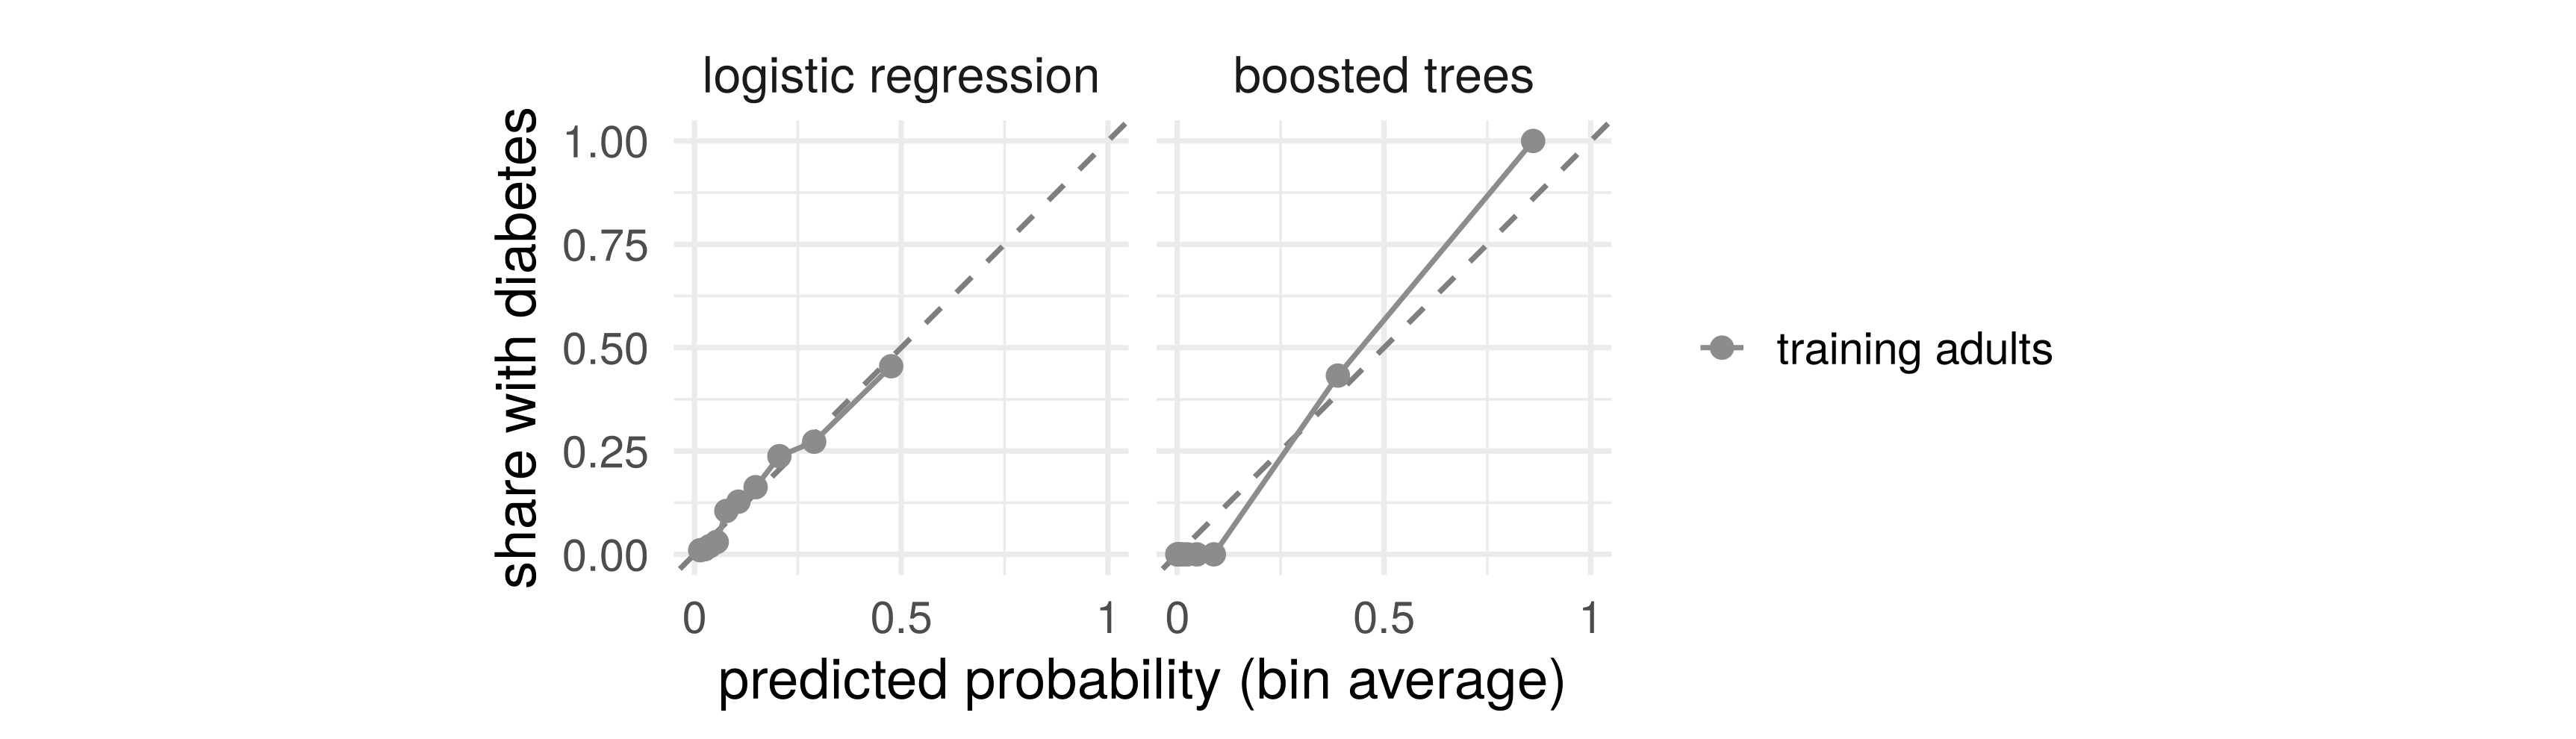 logistic regression
boosted trees
share with diabetes
1.00
0.75
0.50
0.25
0.00
0
0.5
1
0
0.5
1
predicted probability (bin average)
training adults